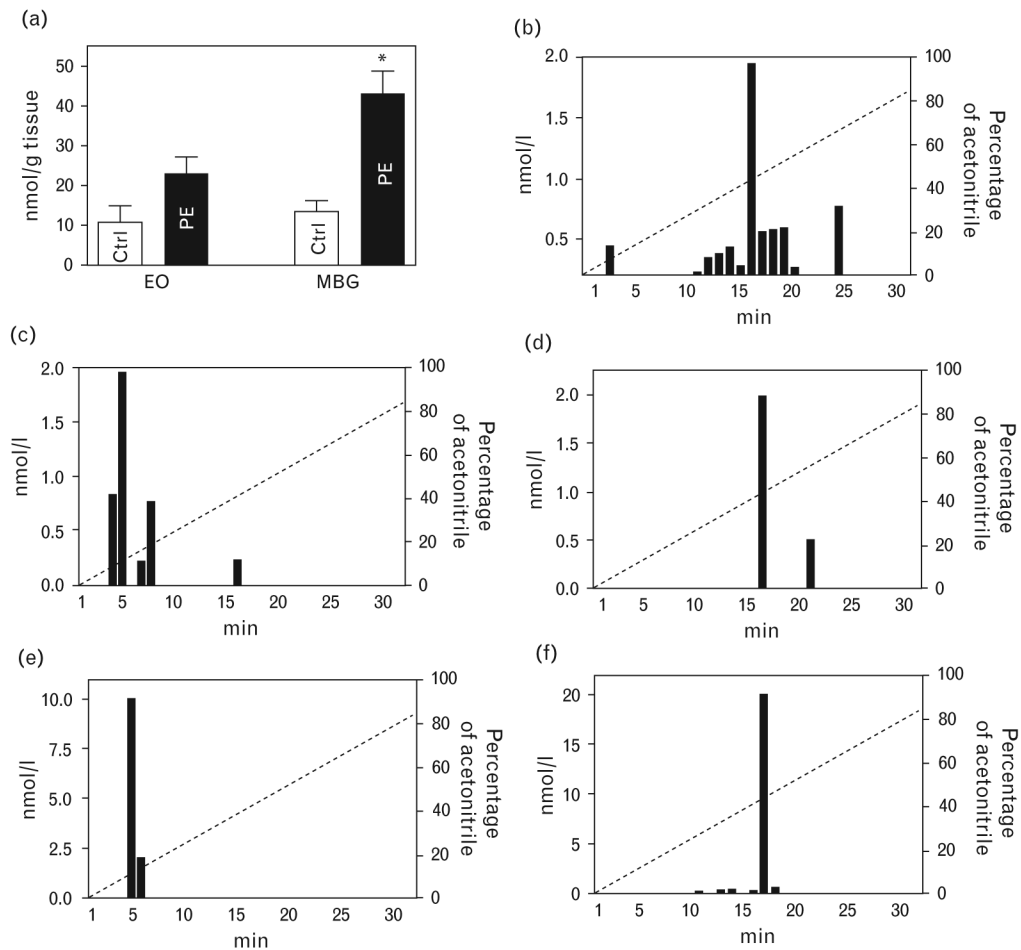 (a)
nmol/g tissue
50
40
30
20
10
0
Ctrl
PE
Ctrl
PE
*
EO
MBG
(b)
nmol/l
2.0
1.5
1.0
0.5
100
80
60
40
20
0
Percentage
of acetonitrile
1 5 10 15 20 25 30
min
(c)
nmol/l
2.0
1.5
1.0
0.5
0.0
100
80
60
40
20
0
Percentage
of acetonitrile
1 5 10 15 20 25 30
min
(d)
nmol/l
2.0
1.5
1.0
0.5
0.0
100
80
60
40
20
0
Percentage
of acetonitrile
1 5 10 15 20 25 30
min
(e)
nmol/l
10.0
7.5
5.0
2.5
0.0
100
80
60
40
20
0
Percentage
of acetonitrile
1 5 10 15 20 25 30
min
(f)
nmol/l
20
15
10
5
0
100
80
60
40
20
0
Percentage
of acetonitrile
1 5 10 15 20 25 30
min